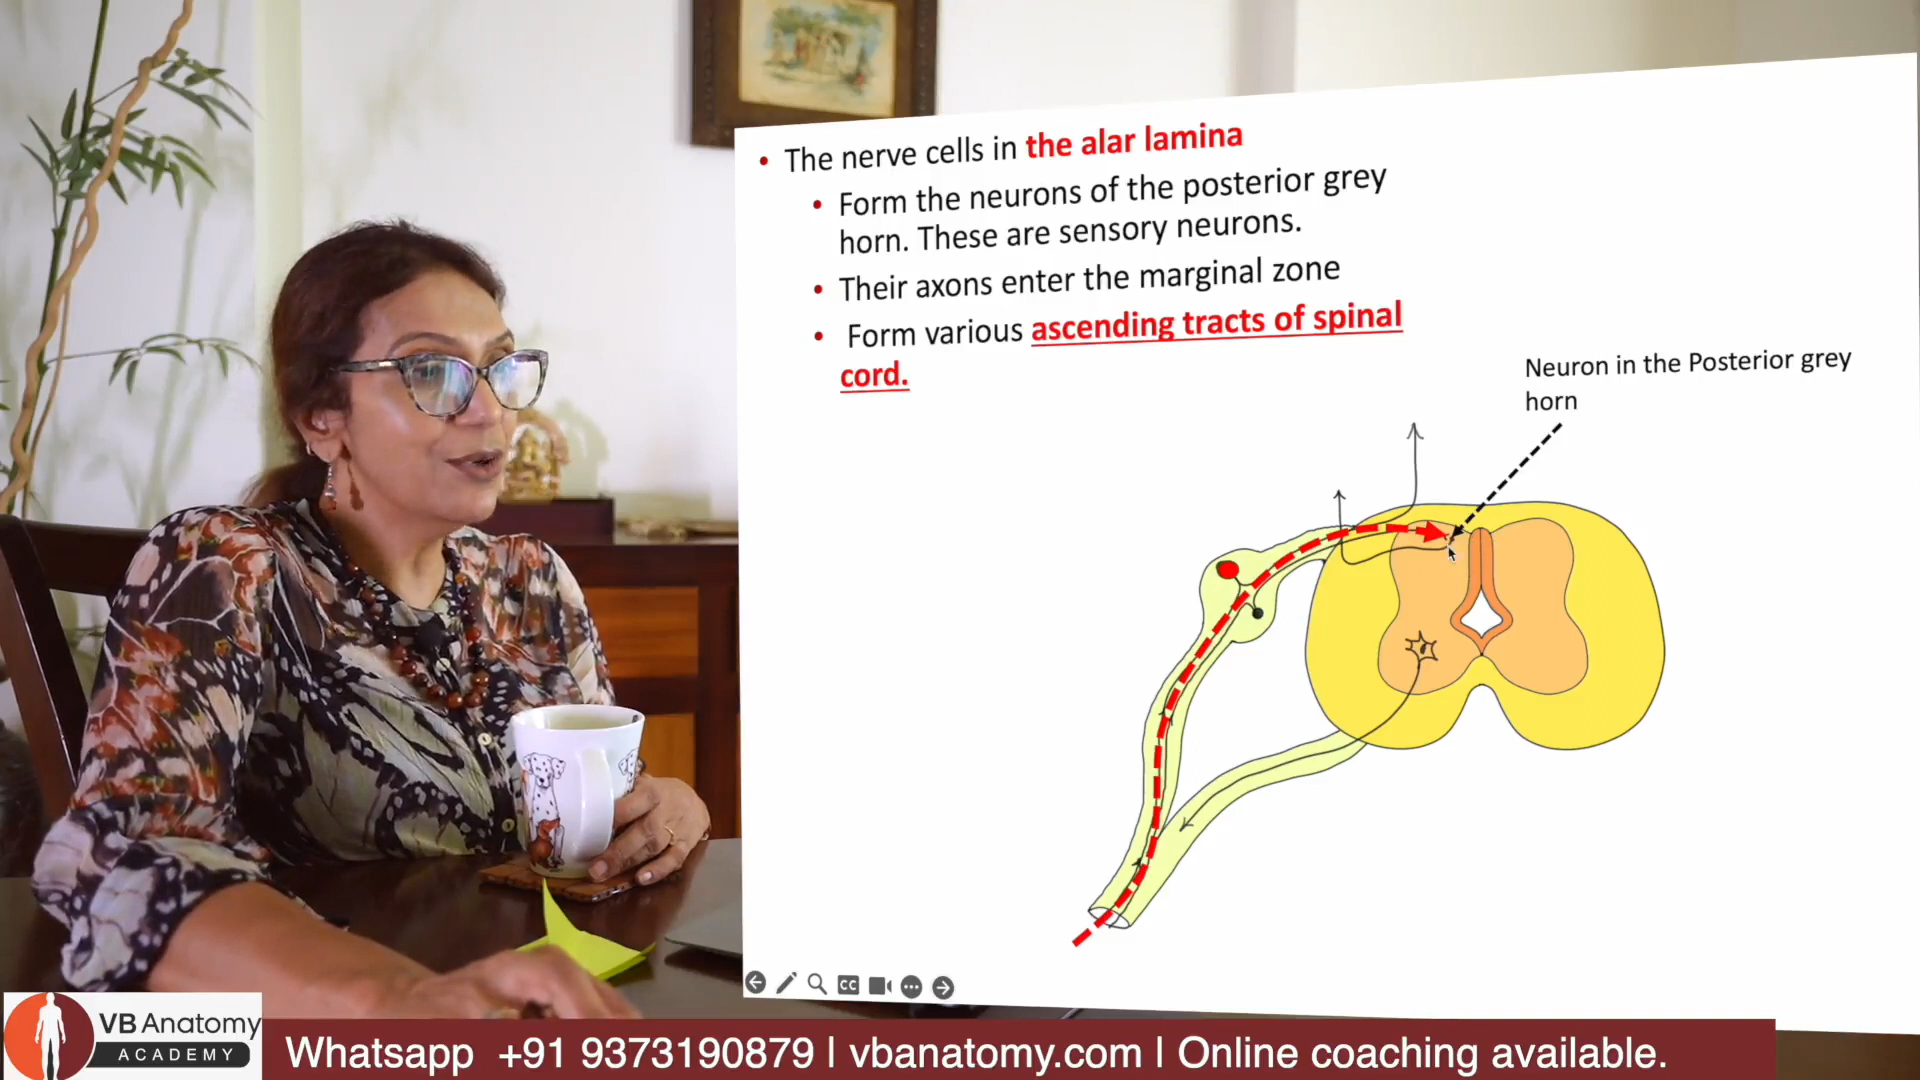 • The nerve cells in the alar lamina
• Form the neurons of the posterior grey
horn. These are sensory neurons.
• Their axons enter the marginal zone
• Form various ascending tracts of spinal
cord.
Neuron in the Posterior grey
horn
CC
VB Anatomy
ACADEMY
Whatsapp +91 9373190879 | vbanatomy.com | Online coaching available.